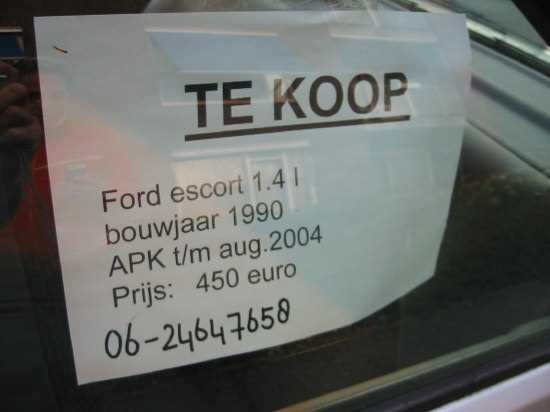 TE KOOP
Ford escort 1.4 l
bouwjaar 1990
APK t/m aug.2004
Prijs: 450 euro
06-24647658